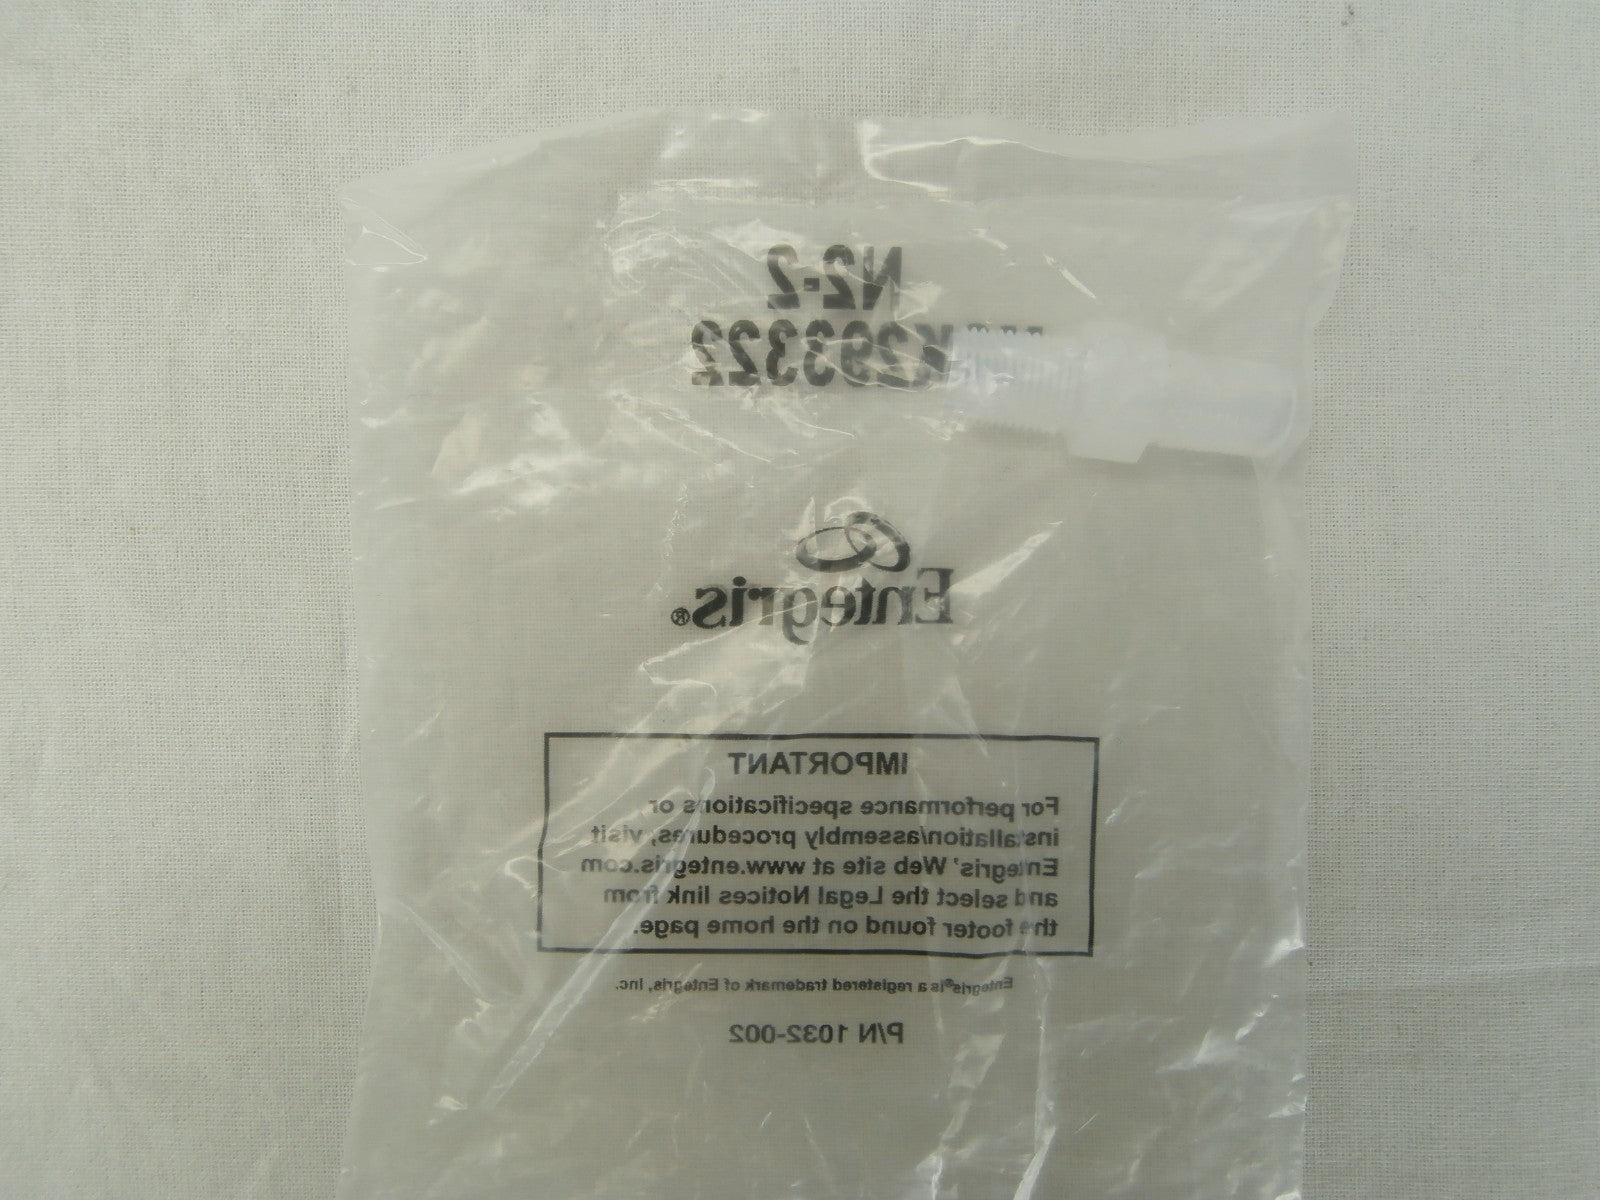 N2-2
K293322
Entegris®
IMPORTANT
For performance specifications or
installation/assembly procedures, visit
Entegris' Web site at www.entegris.com
and select the Legal Notices link from
the footer found on the home page.
Entegris® is a registered trademark of Entegris, Inc.
P/N 1032-002